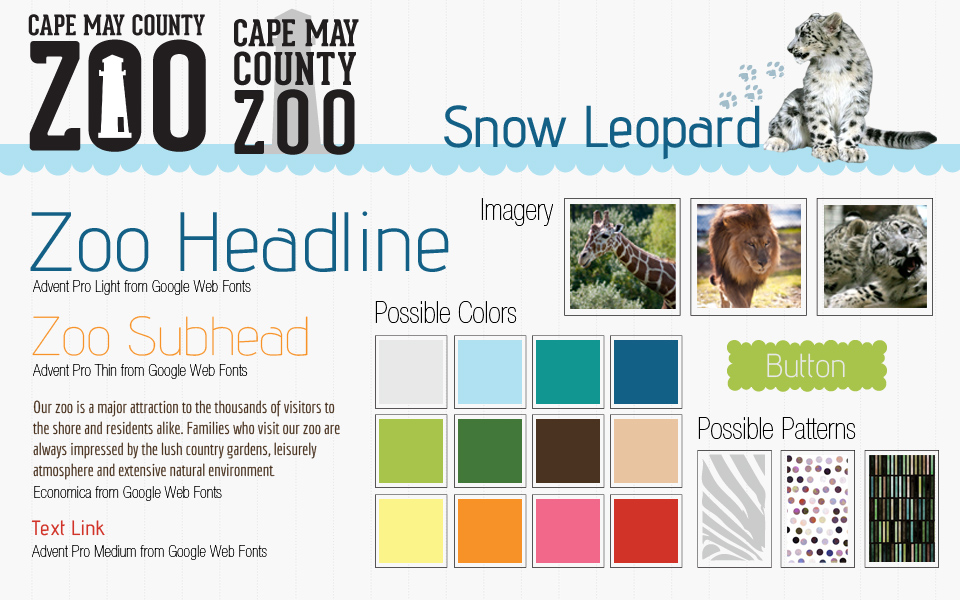 CAPE MAY COUNTY
ZOO
CAPE MAY
COUNTY
ZOO
Snow Leopard
Zoo Headline
Advent Pro Light from Google Web Fonts
Zoo Subhead
Advent Pro Thin from Google Web Fonts
Our zoo is a major attraction to the thousands of visitors to
the shore and residents alike. Families who visit our zoo are
always impressed by the lush country gardens, leisurely
atmosphere and extensive natural environment.
Economica from Google Web Fonts
Text Link
Advent Pro Medium from Google Web Fonts
Imagery
Possible Colors
Button
Possible Patterns